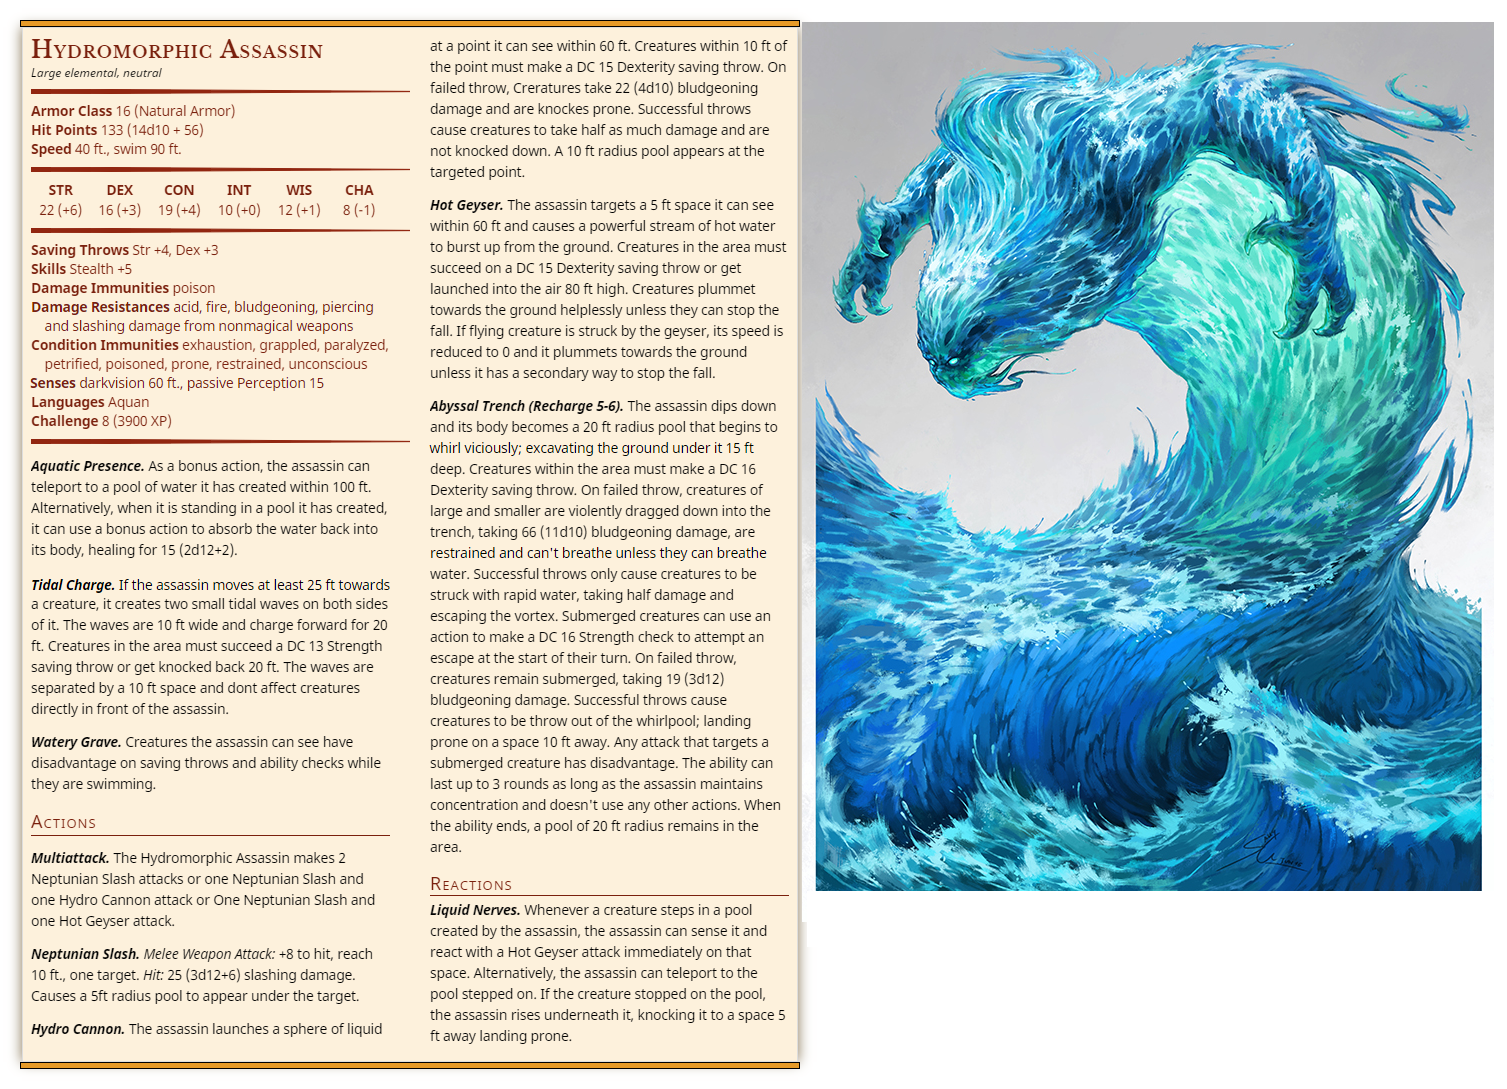 Hydromorphic Assassin
Large elemental, neutral
Armor Class 16 (Natural Armor)
Hit Points 133 (14d10 + 56)
Speed 40 ft., swim 90 ft.
STR DEX CON INT WIS CHA
22 (+6) 16 (+3) 19 (+4) 10 (+0) 12 (+1) 8 (-1)
Saving Throws Str +4, Dex +3
Skills Stealth +5
Damage Immunities poison
Damage Resistances acid, fire, bludgeoning, piercing
and slashing damage from nonmagical weapons
Condition Immunities exhaustion, grappled, paralyzed,
petrified, poisoned, prone, restrained, unconscious
Senses darkvision 60 ft., passive Perception 15
Languages Aquan
Challenge 8 (3900 XP)
Aquatic Presence. As a bonus action, the assassin can
teleport to a pool of water it has created within 100 ft.
Alternatively, when it is standing in a pool it has created,
it can use a bonus action to absorb the water back into
its body, healing for 15 (2d12+2).
Tidal Charge. If the assassin moves at least 25 ft towards
a creature, it creates two small tidal waves on both sides
of it. The waves are 10 ft wide and charge forward for 20
ft. Creatures in the area must succeed a DC 13 Strength
saving throw or get knocked back 20 ft. The waves are
separated by a 10 ft space and dont affect creatures
directly in front of the assassin.
Watery Grave. Creatures the assassin can see have
disadvantage on saving throws and ability checks while
they are swimming.
Actions
Multiattack. The Hydromorphic Assassin makes 2
Neptunian Slash attacks or one Neptunian Slash and
one Hydro Cannon attack or One Neptunian Slash and
one Hot Geyser attack.
Neptunian Slash. Melee Weapon Attack: +8 to hit, reach
10 ft., one target. Hit: 25 (3d12+6) slashing damage.
Causes a 5ft radius pool to appear under the target.
Hydro Cannon. The assassin launches a sphere of liquid
at a point it can see within 60 ft. Creatures within 10 ft of
the point must make a DC 15 Dexterity saving throw. On
failed throw, Creratures take 22 (4d10) bludgeoning
damage and are knockes prone. Successful throws
cause creatures to take half as much damage and are
not knocked down. A 10 ft radius pool appears at the
targeted point.
Hot Geyser. The assassin targets a 5 ft space it can see
within 60 ft and causes a powerful stream of hot water
to burst up from the ground. Creatures in the area must
succeed on a DC 15 Dexterity saving throw or get
launched into the air 80 ft high. Creatures plummet
towards the ground helplessly unless they can stop the
fall. If flying creature is struck by the geyser, its speed is
reduced to 0 and it plummets towards the ground
unless it has a secondary way to stop the fall.
Abyssal Trench (Recharge 5-6). The assassin dips down
and its body becomes a 20 ft radius pool that begins to
whirl viciously; excavating the ground under it 15 ft
deep. Creatures within the area must make a DC 16
Dexterity saving throw. On failed throw, creatures of
large and smaller are violently dragged down into the
trench, taking 66 (11d10) bludgeoning damage, are
restrained and can't breathe unless they can breathe
water. Successful throws only cause creatures to be
struck with rapid water, taking half damage and
escaping the vortex. Submerged creatures can use an
action to make a DC 16 Strength check to attempt an
escape at the start of their turn. On failed throw,
creatures remain submerged, taking 19 (3d12)
bludgeoning damage. Successful throws cause
creatures to be throw out of the whirlpool; landing
prone on a space 10 ft away. Any attack that targets a
submerged creature has disadvantage. The ability can
last up to 3 rounds as long as the assassin maintains
concentration and doesn't use any other actions. When
the ability ends, a pool of 20 ft radius remains in the
area.
Reactions
Liquid Nerves. Whenever a creature steps in a pool
created by the assassin, the assassin can sense it and
react with a Hot Geyser attack immediately on that
space. Alternatively, the assassin can teleport to the
pool stepped on. If the creature stopped on the pool,
the assassin rises underneath it, knocking it to a space 5
ft away landing prone.